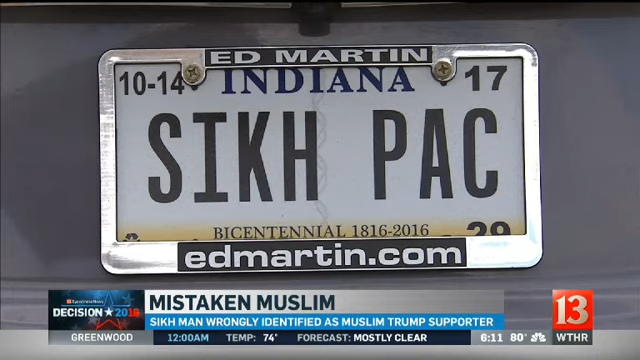 ED MARTIN
10-14 INDIANA 17
SIKH PAC
BICENTENNIAL 1816-2016 29
edmartin.com
EyewitnessNews
DECISION 2016
GREENWOOD
MISTAKEN MUSLIM
SIKH MAN WRONGLY IDENTIFIED AS MUSLIM TRUMP SUPPORTER
12:00AM TEMP: 74° FORECAST: MOSTLY CLEAR
13
6:11 80° WTHR